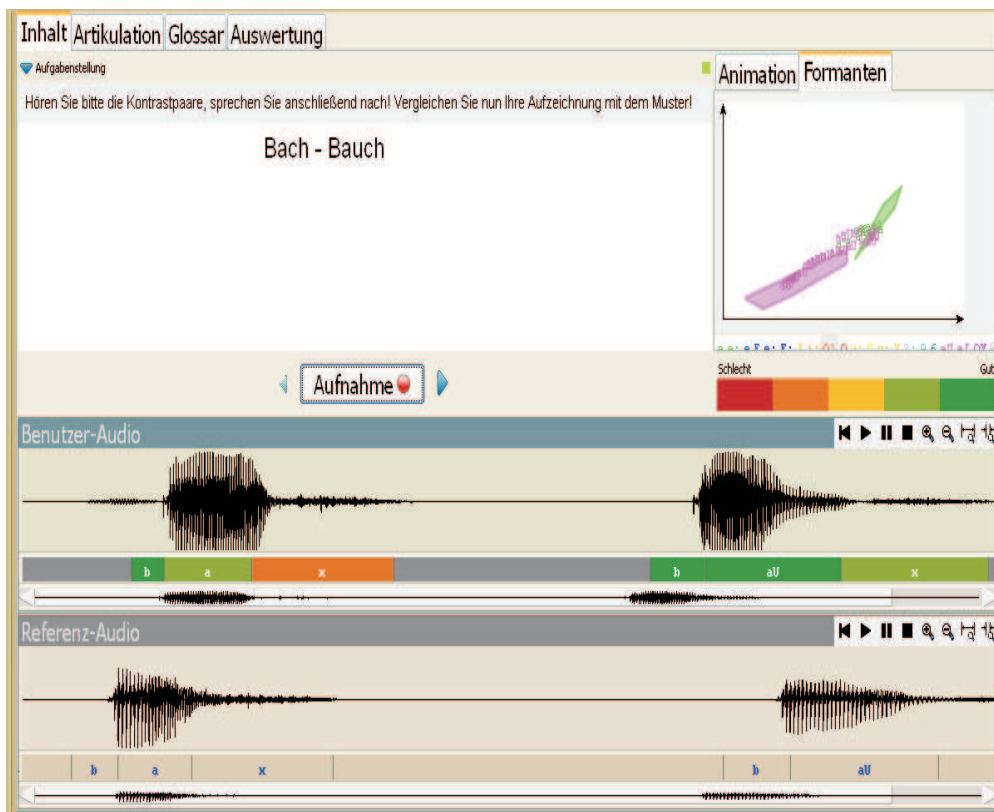 Inhalt Artikulation Glossar Auswertung
Aufgabenstellung
Hören Sie bitte die Kontrastpaare, sprechen Sie anschließend nach! Vergleichen Sie nun Ihre Aufzeichnung mit dem Muster!
Bach - Bauch
Animation Formanten
Schlecht Gut
Aufnahme
Benutzer-Audio
b a x b aU x
Referenz-Audio
b a x b aU